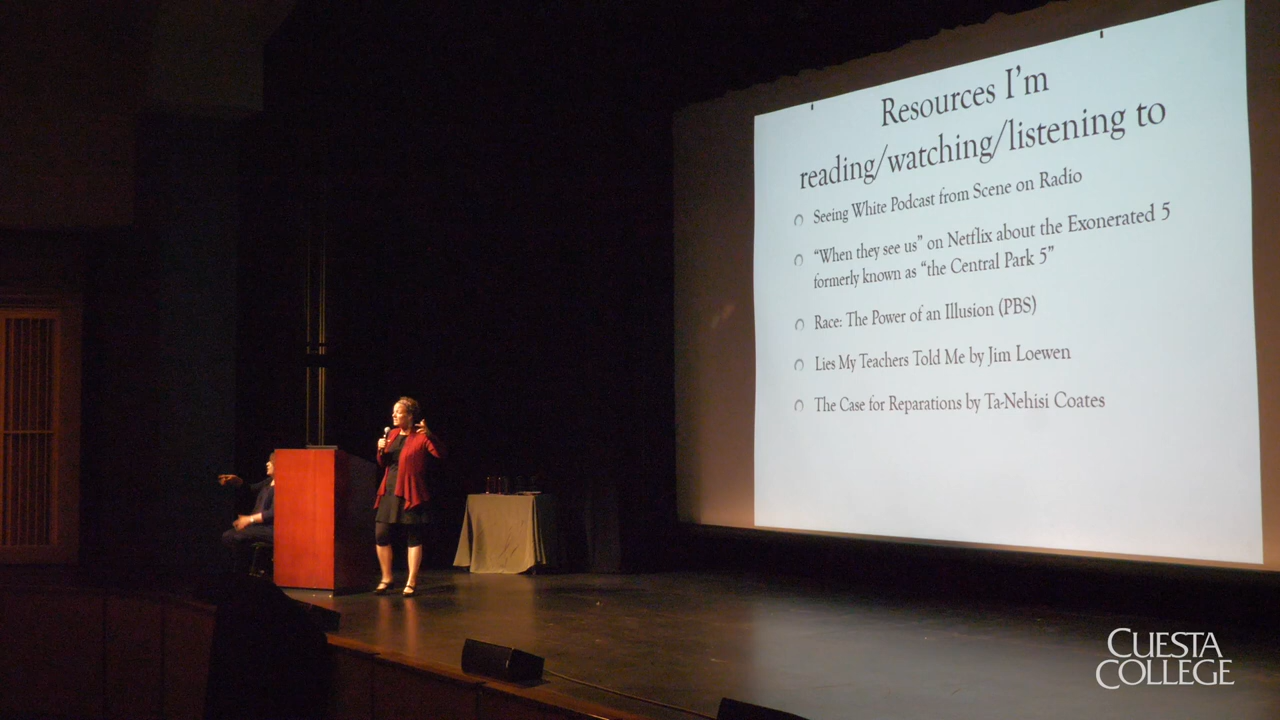 Resources I'm
reading/watching/listening to
Seeing White Podcast from Scene on Radio
"When they see us" on Netflix about the Exonerated 5
formerly known as "the Central Park 5"
Race: The Power of an Illusion (PBS)
Lies My Teachers Told Me by Jim Loewen
The Case for Reparations by Ta-Nehisi Coates
CUESTA
COLLEGE